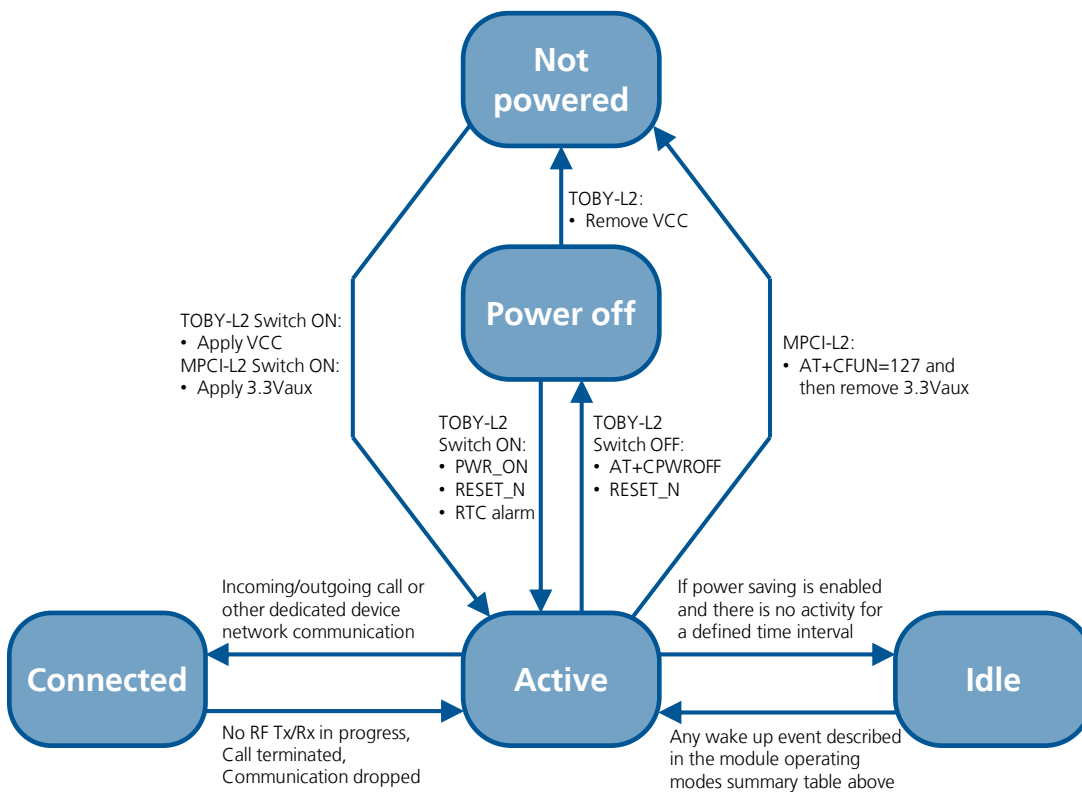 Not
powered
TOBY-L2:
• Remove VCC
Power off
TOBY-L2 Switch ON:
• Apply VCC
MPCI-L2 Switch ON:
• Apply 3.3Vaux
MPCI-L2:
• AT+CFUN=127 and
then remove 3.3Vaux
TOBY-L2
Switch ON:
• PWR_ON
• RESET_N
• RTC alarm
TOBY-L2
Switch OFF:
• AT+CPWROFF
• RESET_N
Incoming/outgoing call or
other dedicated device
network communication
If power saving is enabled
and there is no activity for
a defined time interval
Connected
Active
Idle
No RF Tx/Rx in progress,
Call terminated,
Communication dropped
Any wake up event described
in the module operating
modes summary table above